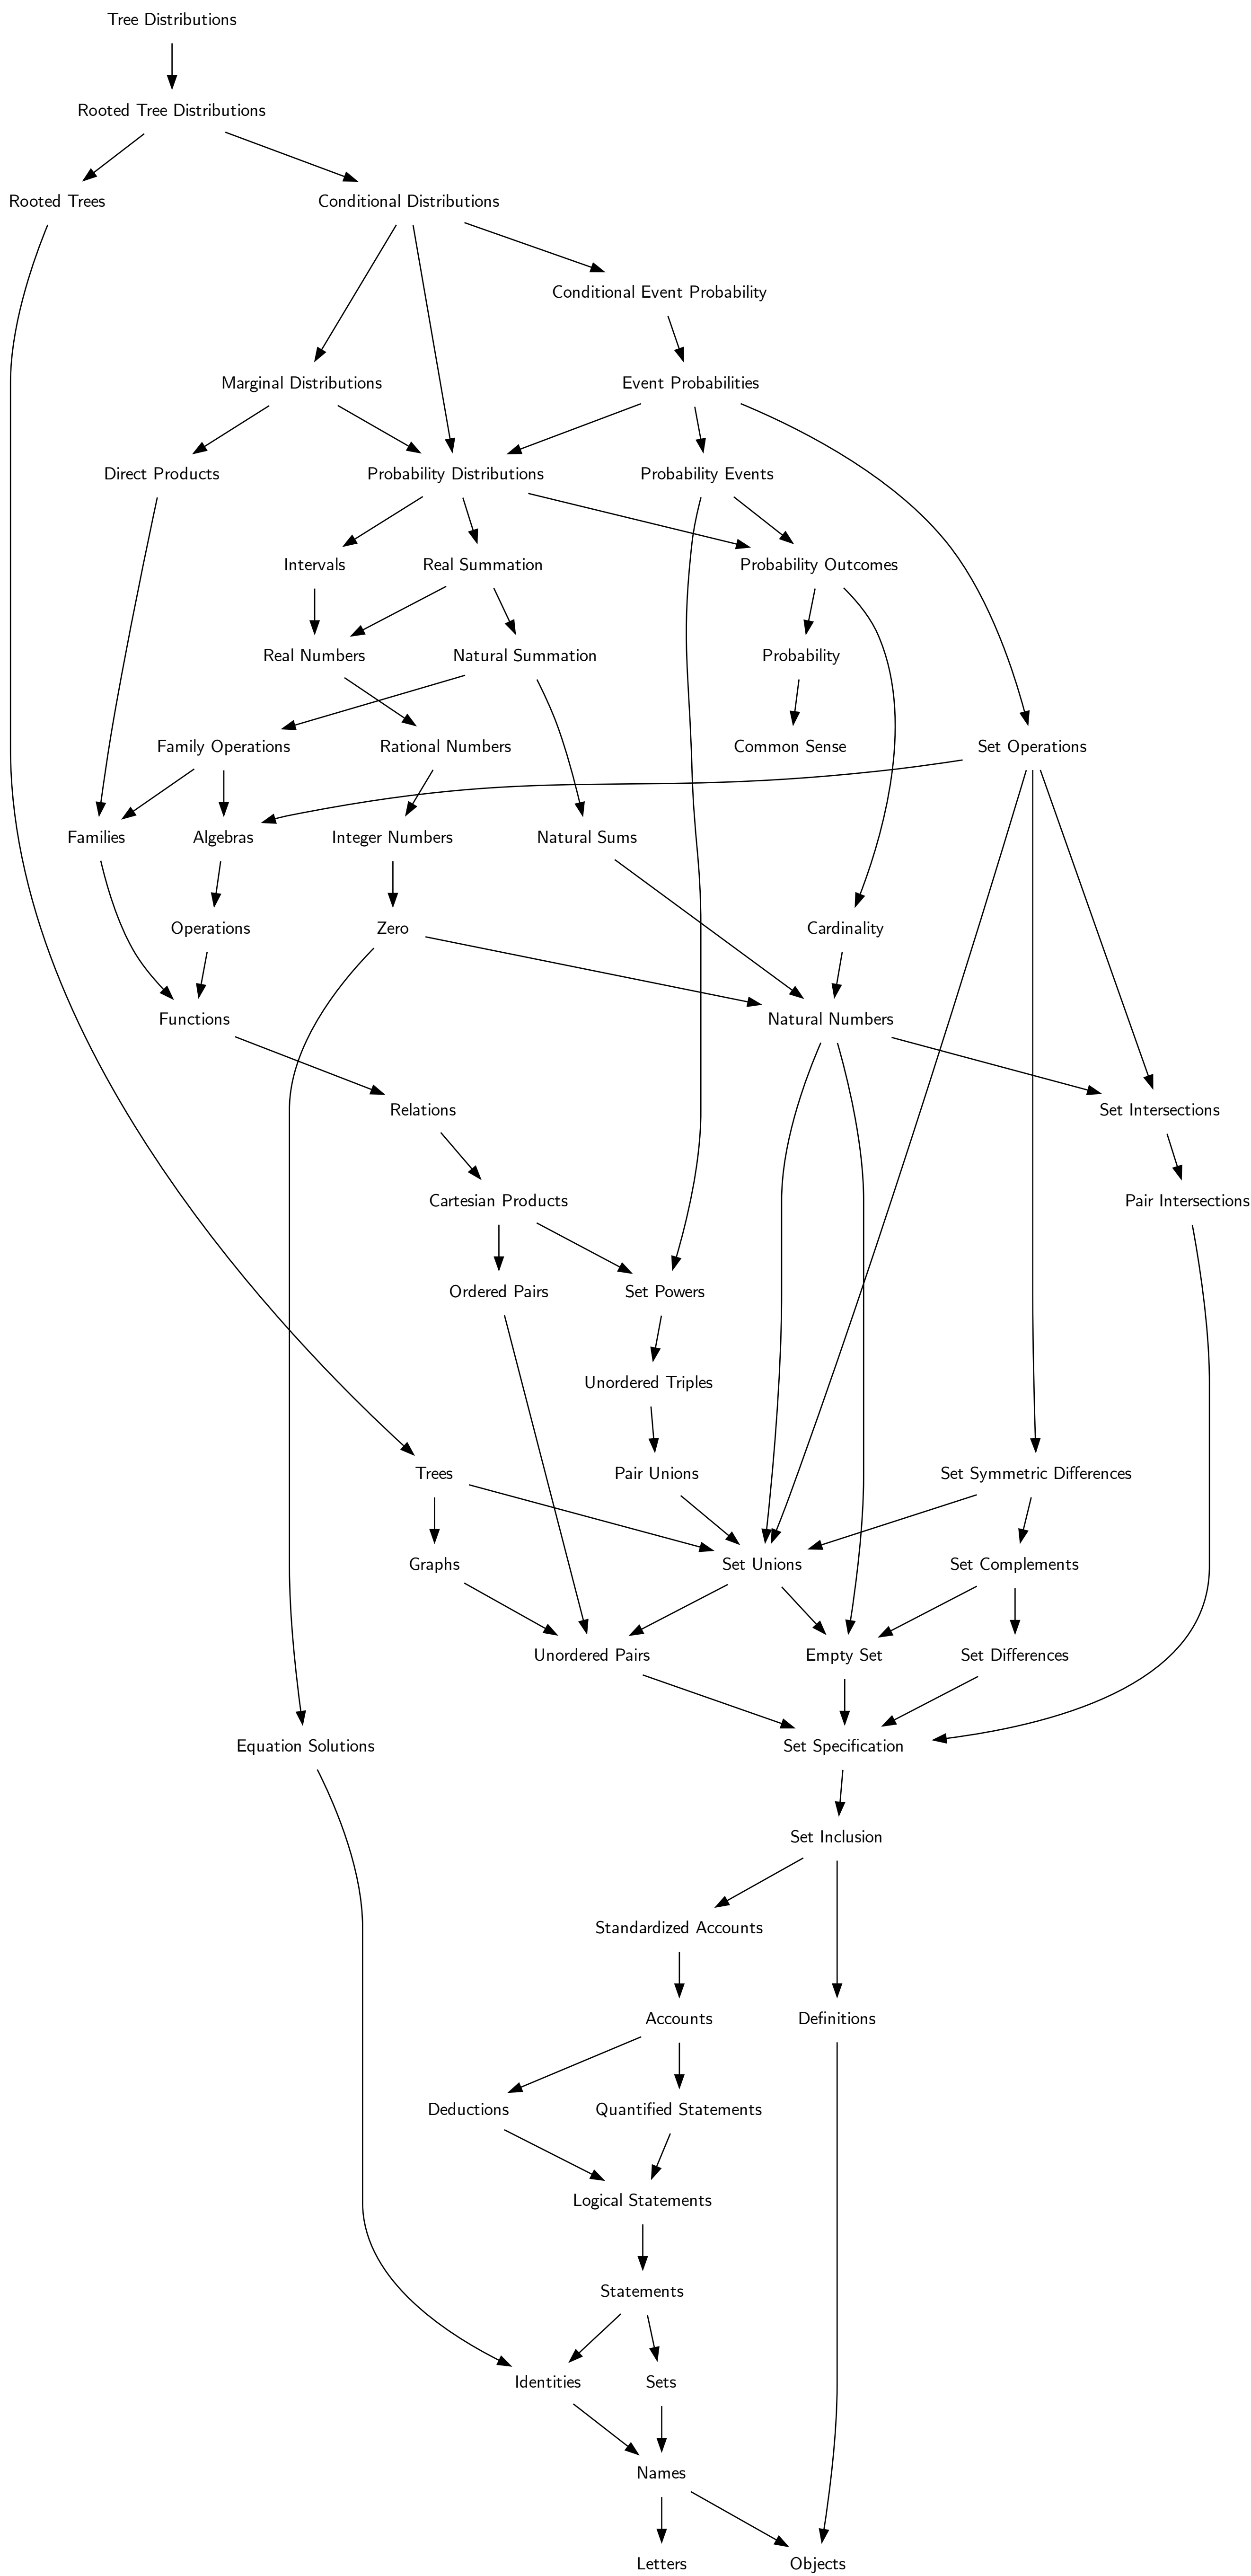 Tree Distributions
Rooted Tree Distributions
Rooted Trees
Conditional Distributions
Conditional Event Probability
Marginal Distributions
Event Probabilities
Direct Products
Probability Distributions
Probability Events
Intervals
Real Summation
Probability Outcomes
Real Numbers
Natural Summation
Probability
Family Operations
Rational Numbers
Common Sense
Set Operations
Families
Algebras
Integer Numbers
Natural Sums
Operations
Zero
Cardinality
Functions
Natural Numbers
Relations
Set Intersections
Cartesian Products
Pair Intersections
Ordered Pairs
Set Powers
Unordered Triples
Trees
Pair Unions
Set Symmetric Differences
Graphs
Set Unions
Set Complements
Unordered Pairs
Empty Set
Set Differences
Equation Solutions
Set Specification
Set Inclusion
Standardized Accounts
Accounts
Definitions
Deductions
Quantified Statements
Logical Statements
Statements
Identities
Sets
Names
Letters
Objects